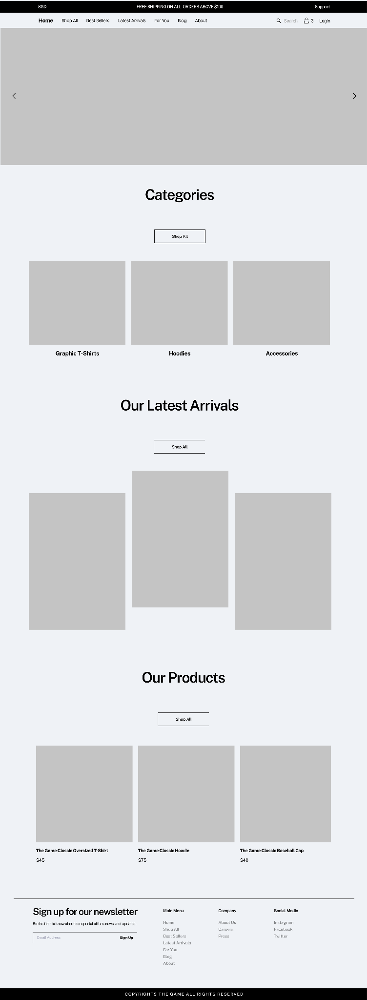 SGD FREE SHIPPING ON ALL ORDERS ABOVE $100 Support
Home Shop All Best Sellers Latest Arrivals For You Blog About Search 3 Login
Categories
Shop All
Graphic T-Shirts Hoodies Accessories
Our Latest Arrivals
Shop All
Our Products
Shop All
The Game Classic Oversized T-Shirt The Game Classic Hoodie The Game Classic Baseball Cap
$45 $75 $40
Sign up for our newsletter
Be the first to know about our special offers, news, and updates.
Email Address Sign Up
Main Menu
Home
Shop All
Best Sellers
Latest Arrivals
For You
Blog
About
Company
About Us
Careers
Press
Social Media
Instagram
Facebook
Twitter
COPYRIGHTS THE GAME ALL RIGHTS RESERVED